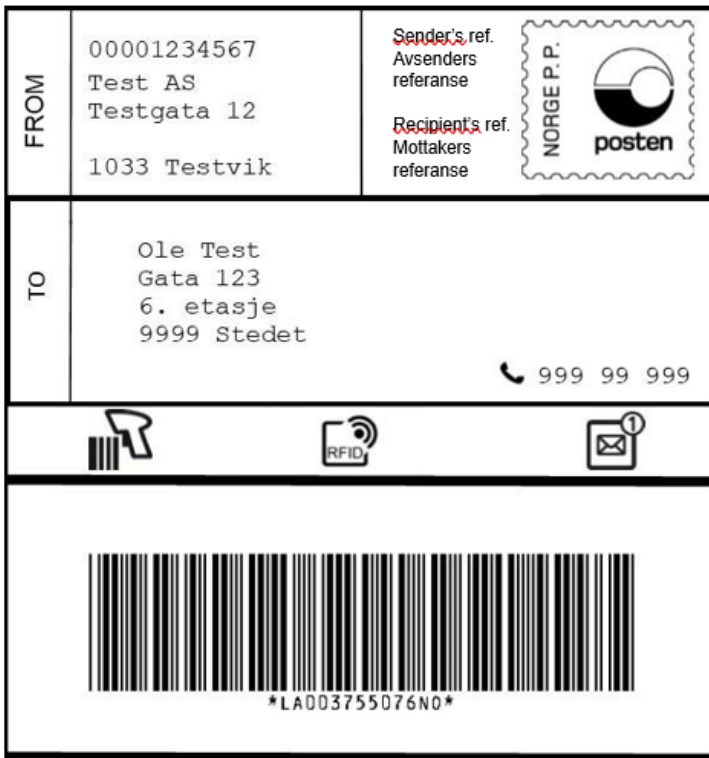 FROM
00001234567
Test AS
Testgata 12
1033 Testvik
Sender's ref.
Avsenders
referanse
Recipient's ref.
Mottakers
referanse
NORGE P. P.
posten
TO
Ole Test
Gata 123
6. etasje
9999 Stedet
999 99 999
RFID
1
*LA003755076NO*